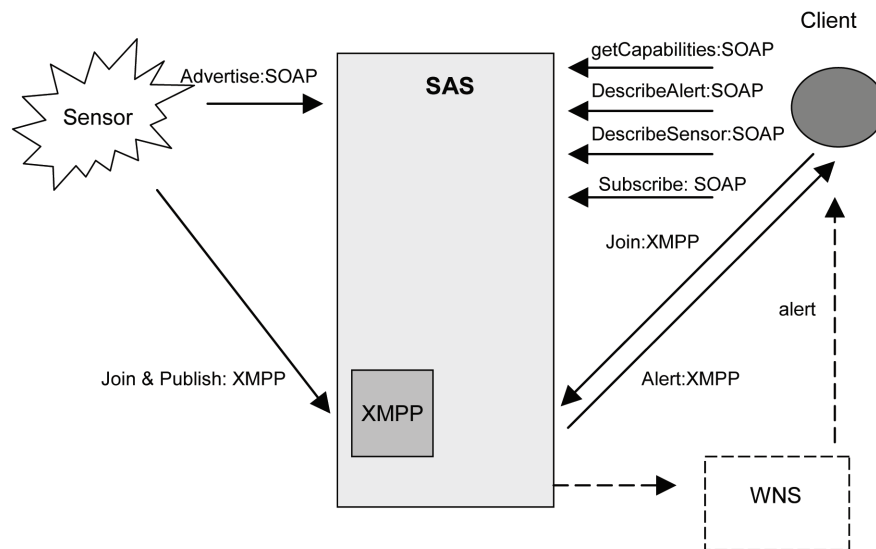 Client
getCapabilities:SOAP
Advertise:SOAP
SAS
DescribeAlert:SOAP
Sensor
DescribeSensor:SOAP
Subscribe: SOAP
Join:XMPP
alert
Join & Publish: XMPP
Alert:XMPP
XMPP
WNS